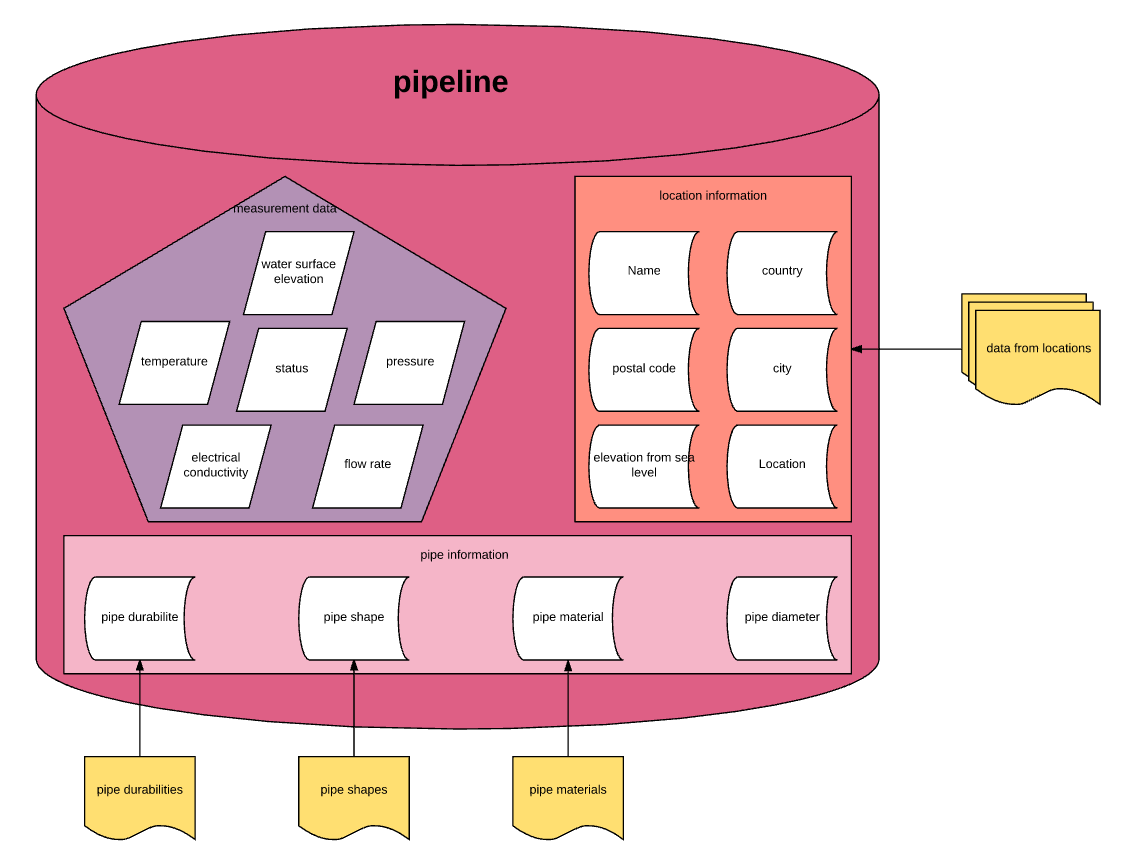 pipeline
measurement data
water surface
elevation
temperature
status
pressure
electrical
conductivity
flow rate
location information
Name
country
postal code
city
elevation from sea
level
Location
data from locations
pipe information
pipe durabilite
pipe shape
pipe material
pipe diameter
pipe durabilities
pipe shapes
pipe materials